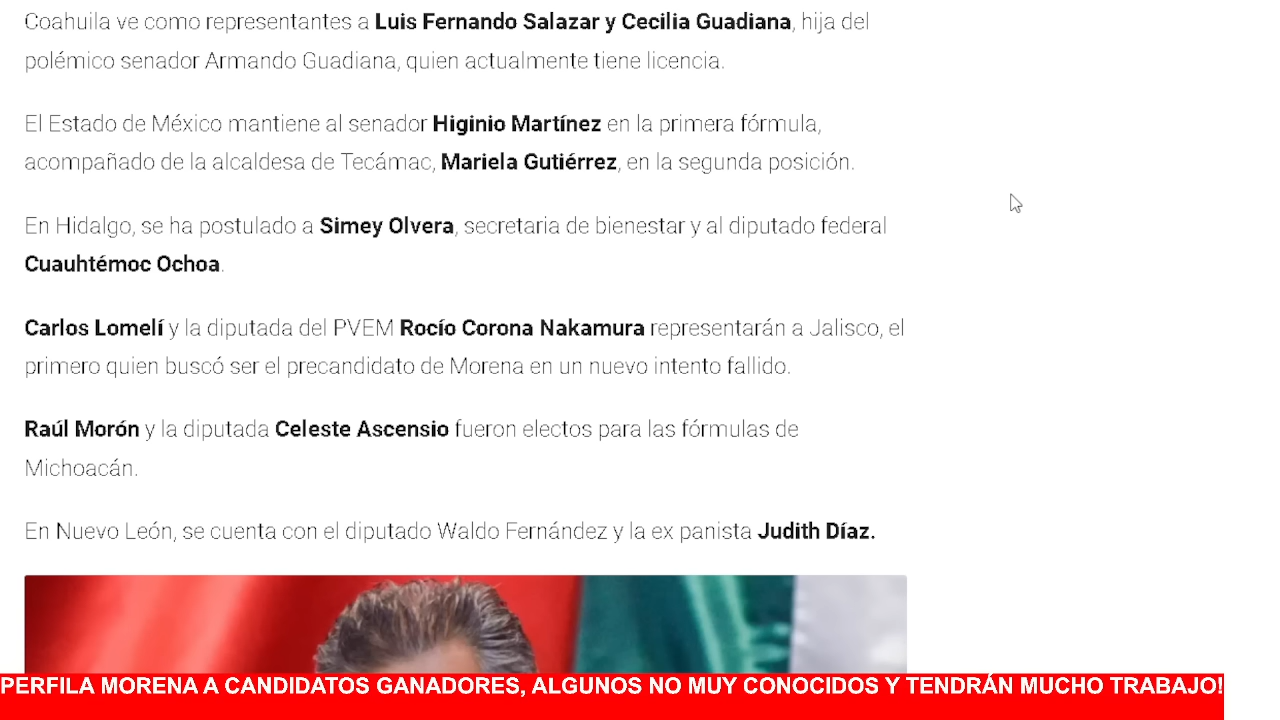 Coahuila ve como representantes a Luis Fernando Salazar y Cecilia Guadiana, hija del
polémico senador Armando Guadiana, quien actualmente tiene licencia.
El Estado de México mantiene al senador Higinio Martínez en la primera fórmula,
acompañado de la alcaldesa de Tecámac, Mariela Gutiérrez, en la segunda posición.
En Hidalgo, se ha postulado a Simey Olvera, secretaria de bienestar y al diputado federal
Cuauhtémoc Ochoa.
Carlos Lomelí y la diputada del PVEM Rocío Corona Nakamura representarán a Jalisco, el
primero quien buscó ser el precandidato de Morena en un nuevo intento fallido.
Raúl Morón y la diputada Celeste Ascensio fueron electos para las fórmulas de
Michoacán.
En Nuevo León, se cuenta con el diputado Waldo Fernández y la ex panista Judith Díaz.
PERFILA MORENA A CANDIDATOS GANADORES, ALGUNOS NO MUY CONOCIDOS Y TENDRÁN MUCHO TRABAJO!